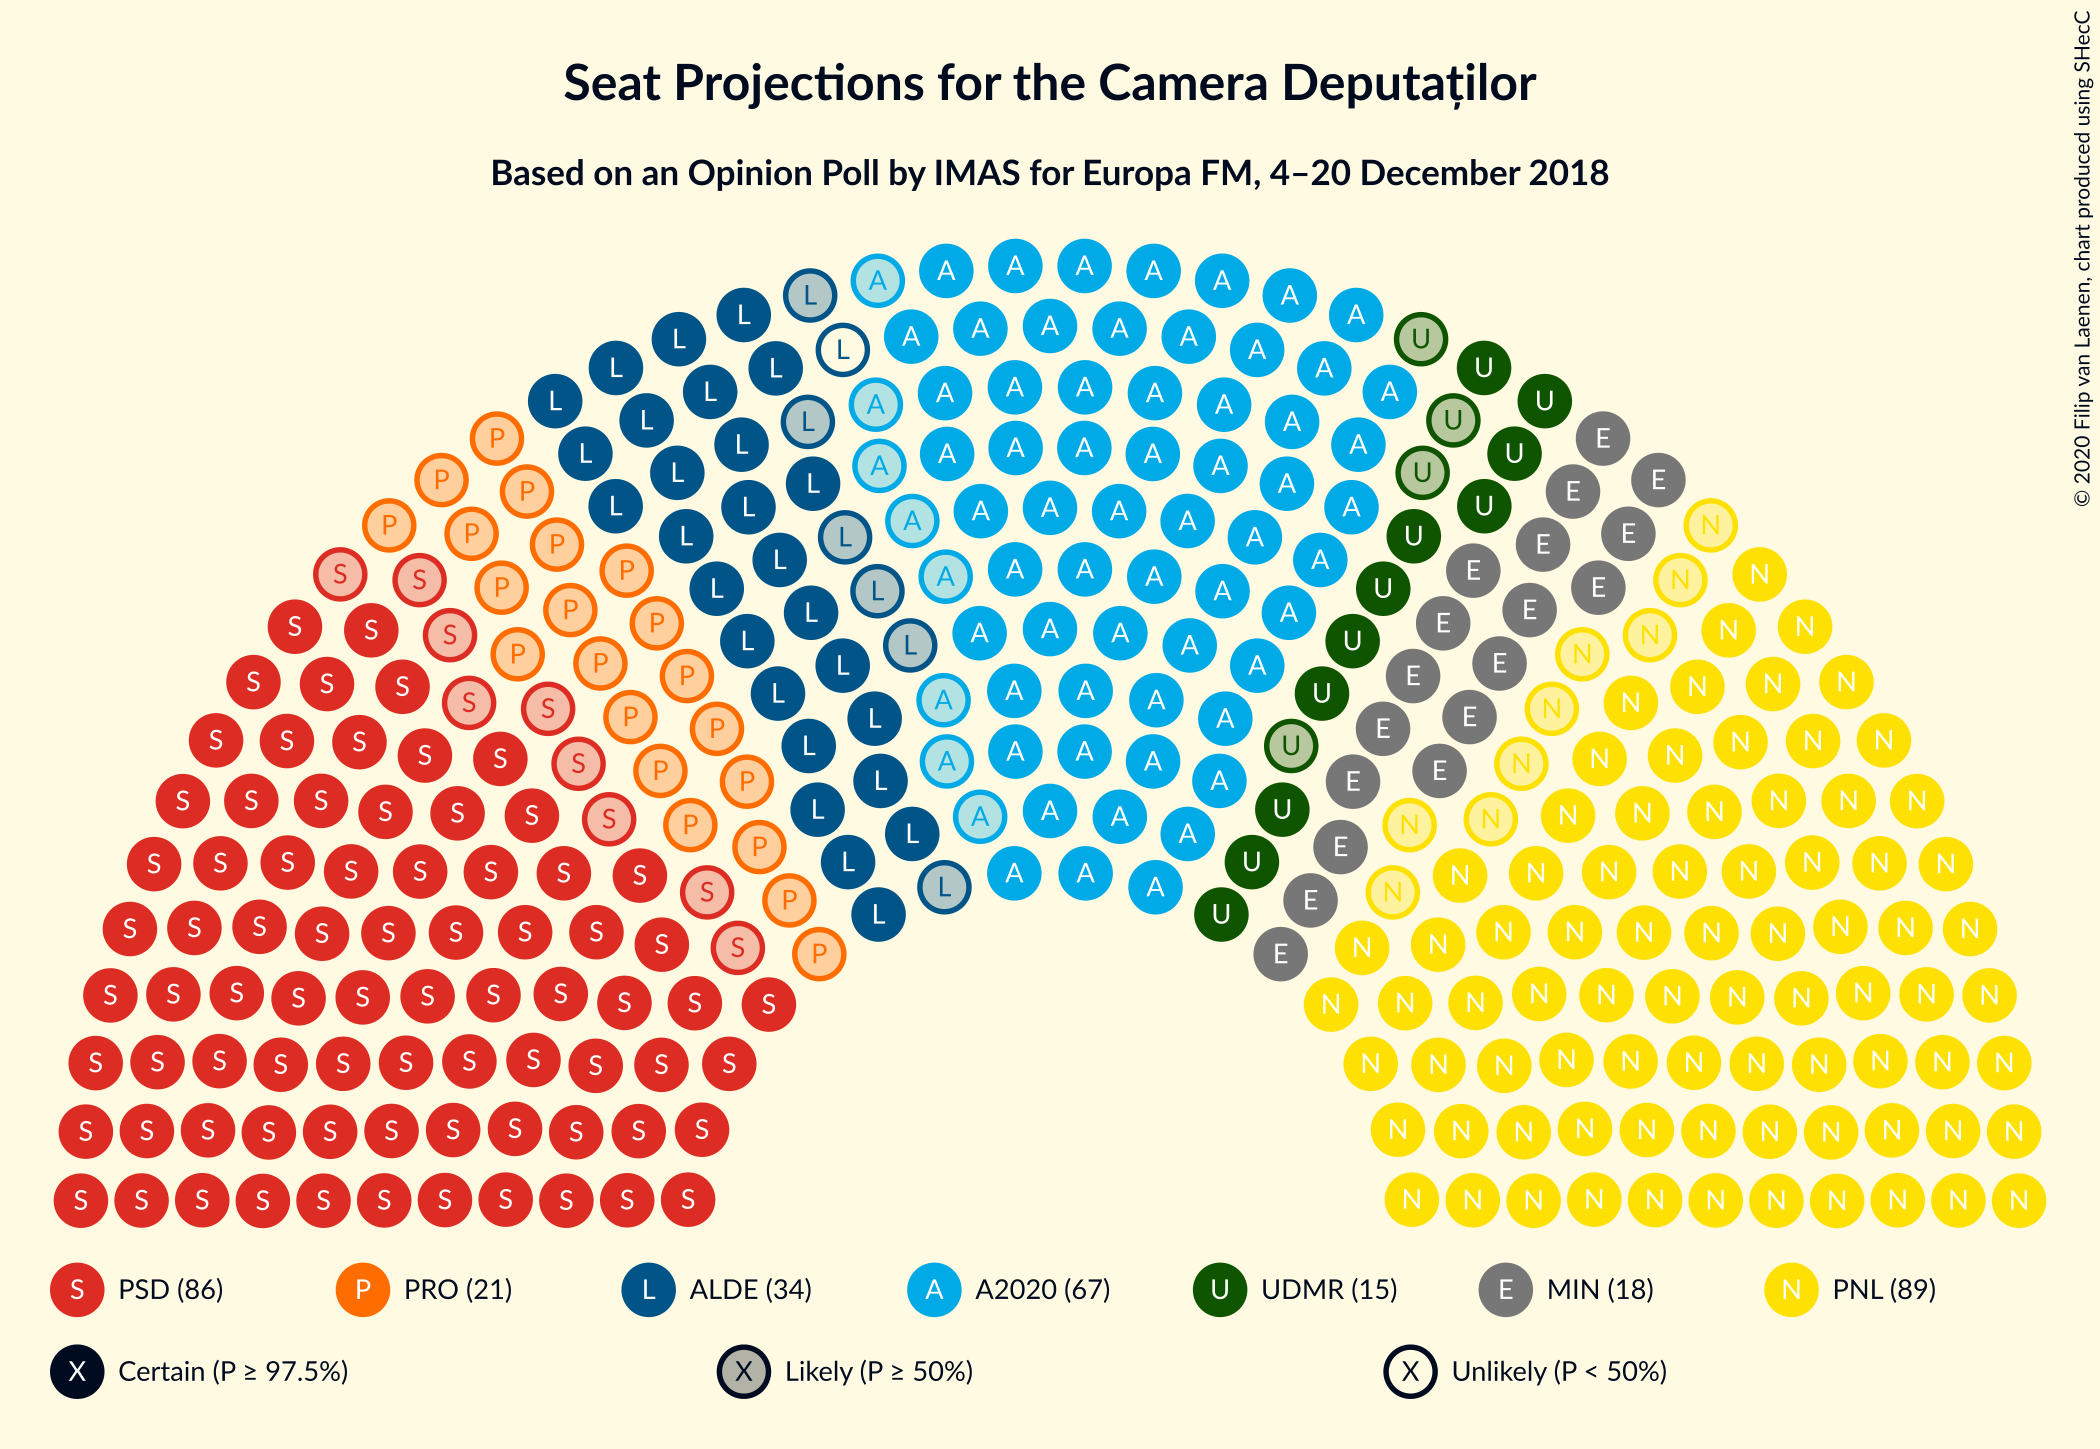 Seat Projections for the Camera Deputaților
Based on an Opinion Poll by IMAS for Europa FM, 4–20 December 2018
© 2020 Filip van Laenen, chart produced using SHecC
S PSD (86) P PRO (21) L ALDE (34) A A2020 (67) U UDMR (15) E MIN (18) N PNL (89)
X Certain (P ≥ 97.5%) X Likely (P ≥ 50%) X Unlikely (P < 50%)